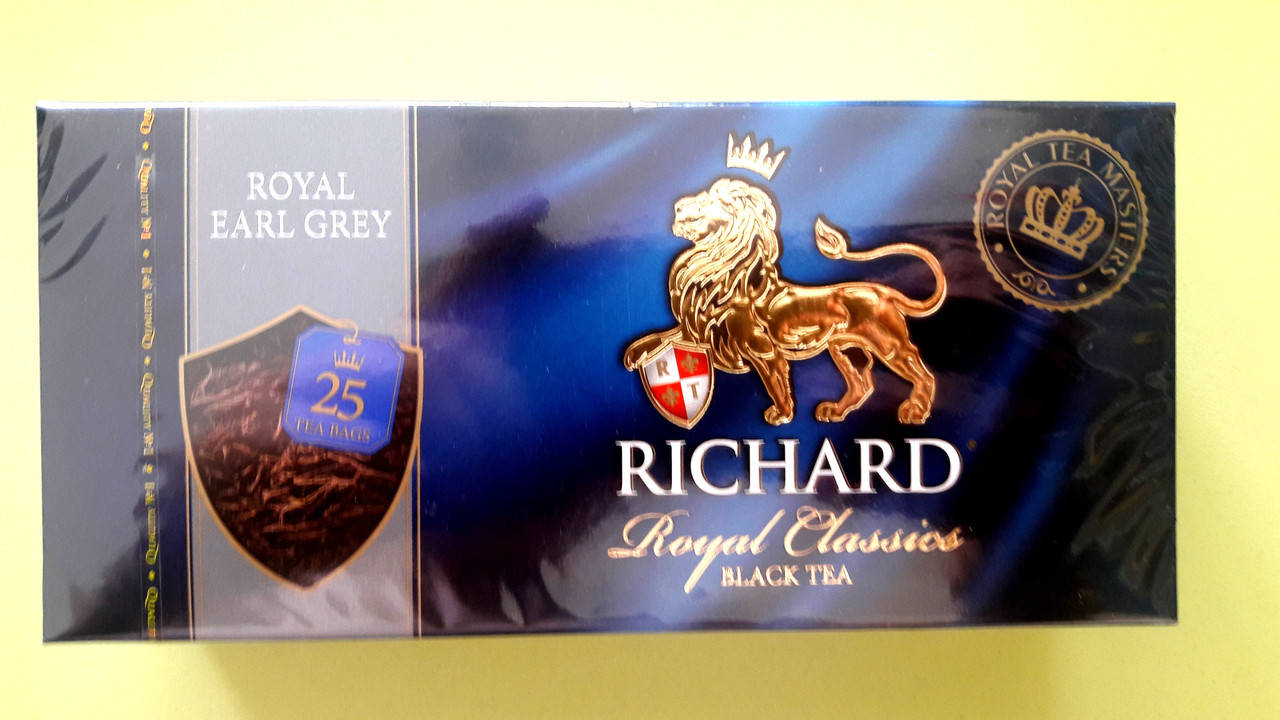 ROYAL
EARL GREY
25
TEA BAGS
ROYAL TEA MASTERS
R
T
RICHARD
Royal Classics
BLACK TEA